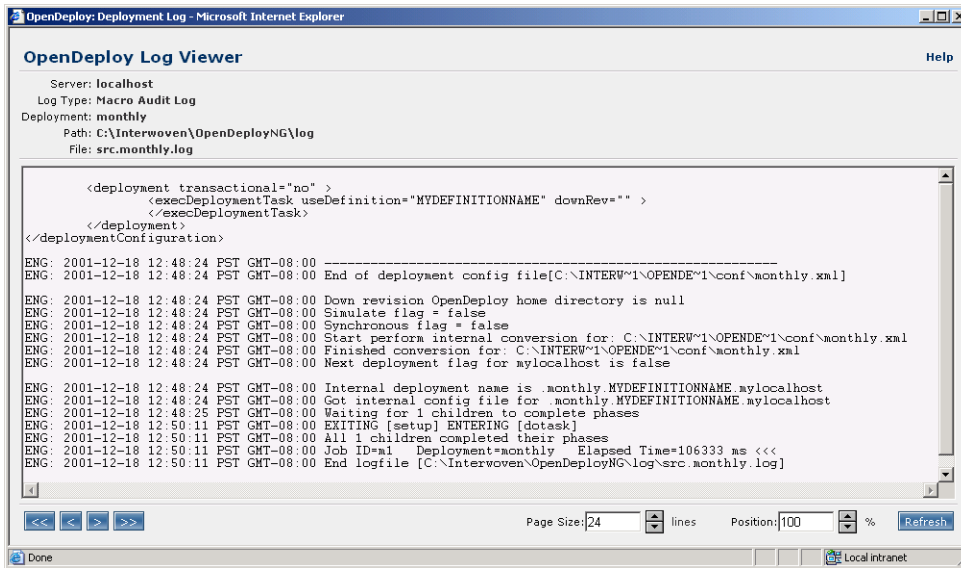 OpenDeploy: Deployment Log - Microsoft Internet Explorer
OpenDeploy Log Viewer
Help
Server: localhost
Log Type: Macro Audit Log
Deployment: monthly
Path: C:\Interwoven\OpenDeployNG\log
File: src.monthly.log
<deployment transactional="no" >
<execDeploymentTask useDefinition="MYDEFINITIONNAME" downRev="" >
</execDeploymentTask>
</deployment>
</deploymentConfiguration>
ENG: 2001-12-18 12:48:24 PST GMT-08:00 ----------------------------------------------------------
ENG: 2001-12-18 12:48:24 PST GMT-08:00 End of deployment config file[C:\INTERW~1\OPENDE~1\conf\monthly.xml]
ENG: 2001-12-18 12:48:24 PST GMT-08:00 Down revision OpenDeploy home directory is null
ENG: 2001-12-18 12:48:24 PST GMT-08:00 Simulate flag = false
ENG: 2001-12-18 12:48:24 PST GMT-08:00 Synchronous flag = false
ENG: 2001-12-18 12:48:24 PST GMT-08:00 Start perform internal conversion for: C:\INTERW~1\OPENDE~1\conf\monthly.xml
ENG: 2001-12-18 12:48:24 PST GMT-08:00 Finished conversion for: C:\INTERW~1\OPENDE~1\conf\monthly.xml
ENG: 2001-12-18 12:48:24 PST GMT-08:00 Next deployment flag for mylocalhost is false
ENG: 2001-12-18 12:48:24 PST GMT-08:00 Internal deployment name is .monthly.MYDEFINITIONNAME.mylocalhost
ENG: 2001-12-18 12:48:24 PST GMT-08:00 Got internal config file for .monthly.MYDEFINITIONNAME.mylocalhost
ENG: 2001-12-18 12:48:25 PST GMT-08:00 Waiting for 1 children to complete phases
ENG: 2001-12-18 12:50:11 PST GMT-08:00 EXITING [setup] ENTERING [dotask]
ENG: 2001-12-18 12:50:11 PST GMT-08:00 All 1 children completed their phases
ENG: 2001-12-18 12:50:11 PST GMT-08:00 Job ID=m1 Deployment=monthly Elapsed Time=106333 ms <<<
ENG: 2001-12-18 12:50:11 PST GMT-08:00 End logfile [C:\Interwoven\OpenDeployNG\log\src.monthly.log]
<< < > >> Page Size: 24 lines Position: 100 % Refresh
Done Local intranet